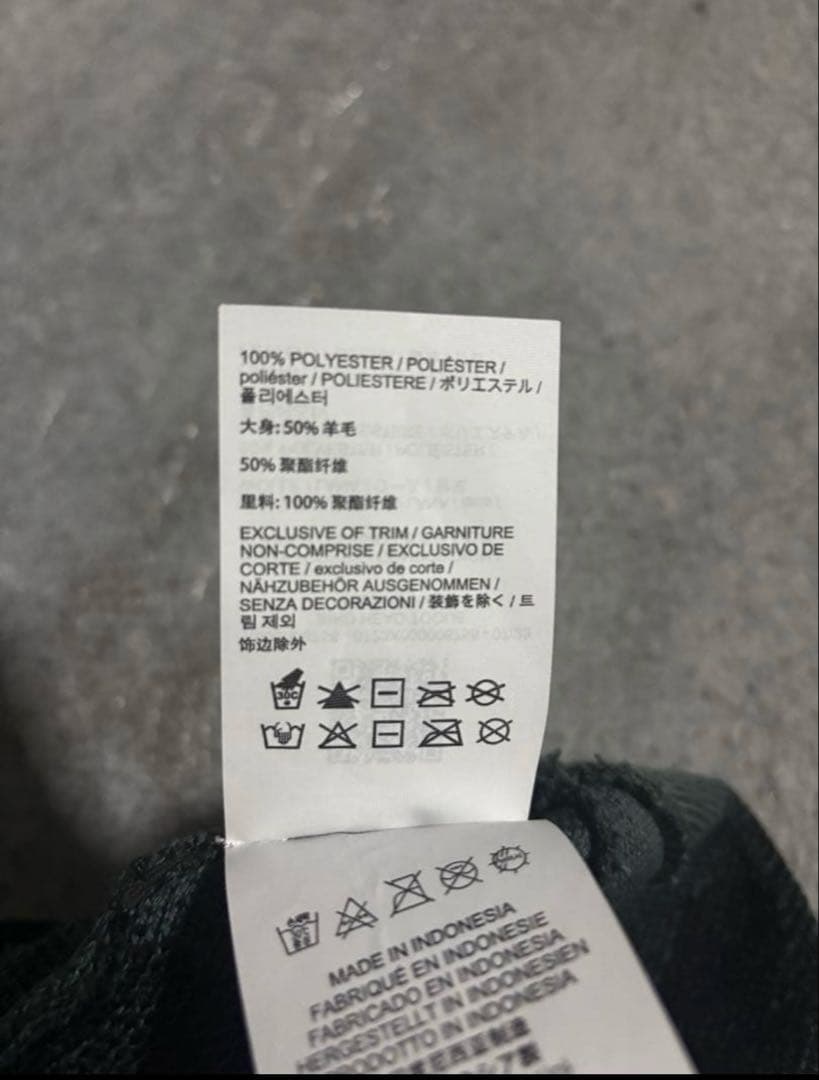 100% POLYESTER / POLIÉSTER /
poliéster / POLIESTERE / ポリエステル /
폴리에스터
大身: 50% 羊毛
50% 聚酯纤维
里料: 100% 聚酯纤维
EXCLUSIVE OF TRIM / GARNITURE
NON-COMPRISE / EXCLUSIVO DE
CORTE / exclusivo de corte /
NÄHZUBEHÖR AUSGENOMMEN /
SENZA DECORAZIONI / 装飾を除く / 트
림 제외
饰边除外
30C
MADE IN INDONESIA
FABRIQUÉ EN INDONESIE
FABRICADO EN INDONESIA
HERGESTELLT IN INDONESIEN
PRODOTTO IN INDONESIA